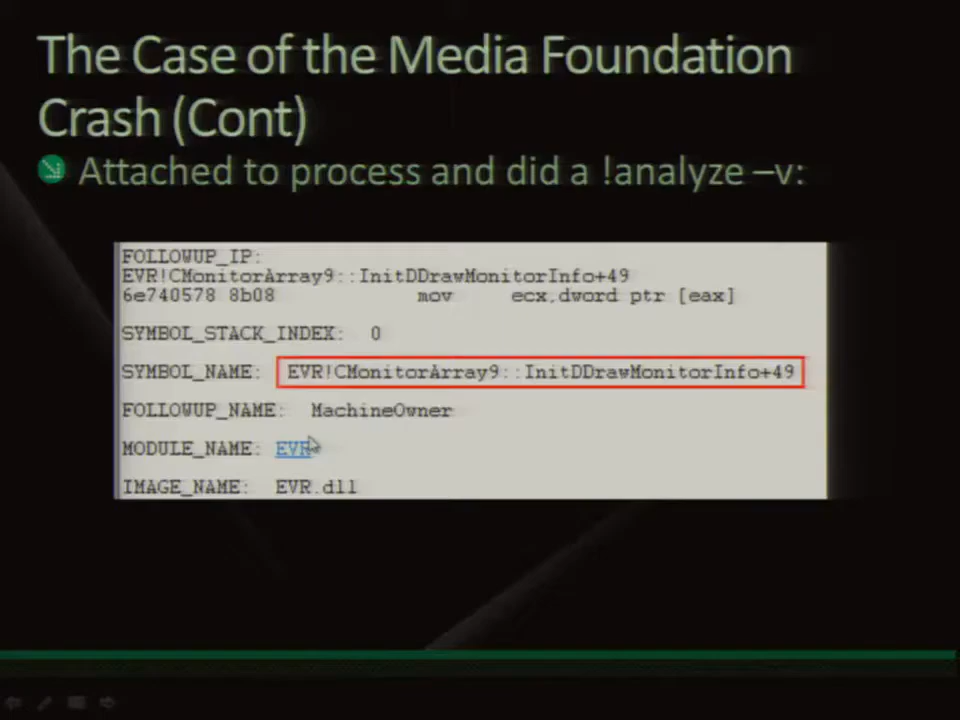 The Case of the Media Foundation
Crash (Cont)
Attached to process and did a !analyze –v:
FOLLOWUP_IP:
EVR!CMonitorArray9::InitDDrawMonitorInfo+49
6e740578 8b08 mov ecx,dword ptr [eax]
SYMBOL_STACK_INDEX: 0
SYMBOL_NAME: EVR!CMonitorArray9::InitDDrawMonitorInfo+49
FOLLOWUP_NAME: MachineOwner
MODULE_NAME: EVR
IMAGE_NAME: EVR.dll